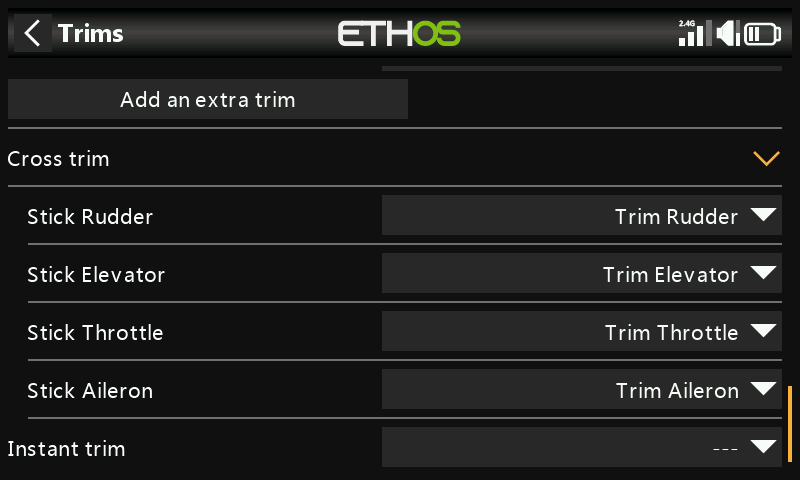 Trims
ETHOS
2.4G
Add an extra trim
Cross trim
Stick Rudder
Trim Rudder
Stick Elevator
Trim Elevator
Stick Throttle
Trim Throttle
Stick Aileron
Trim Aileron
Instant trim
---